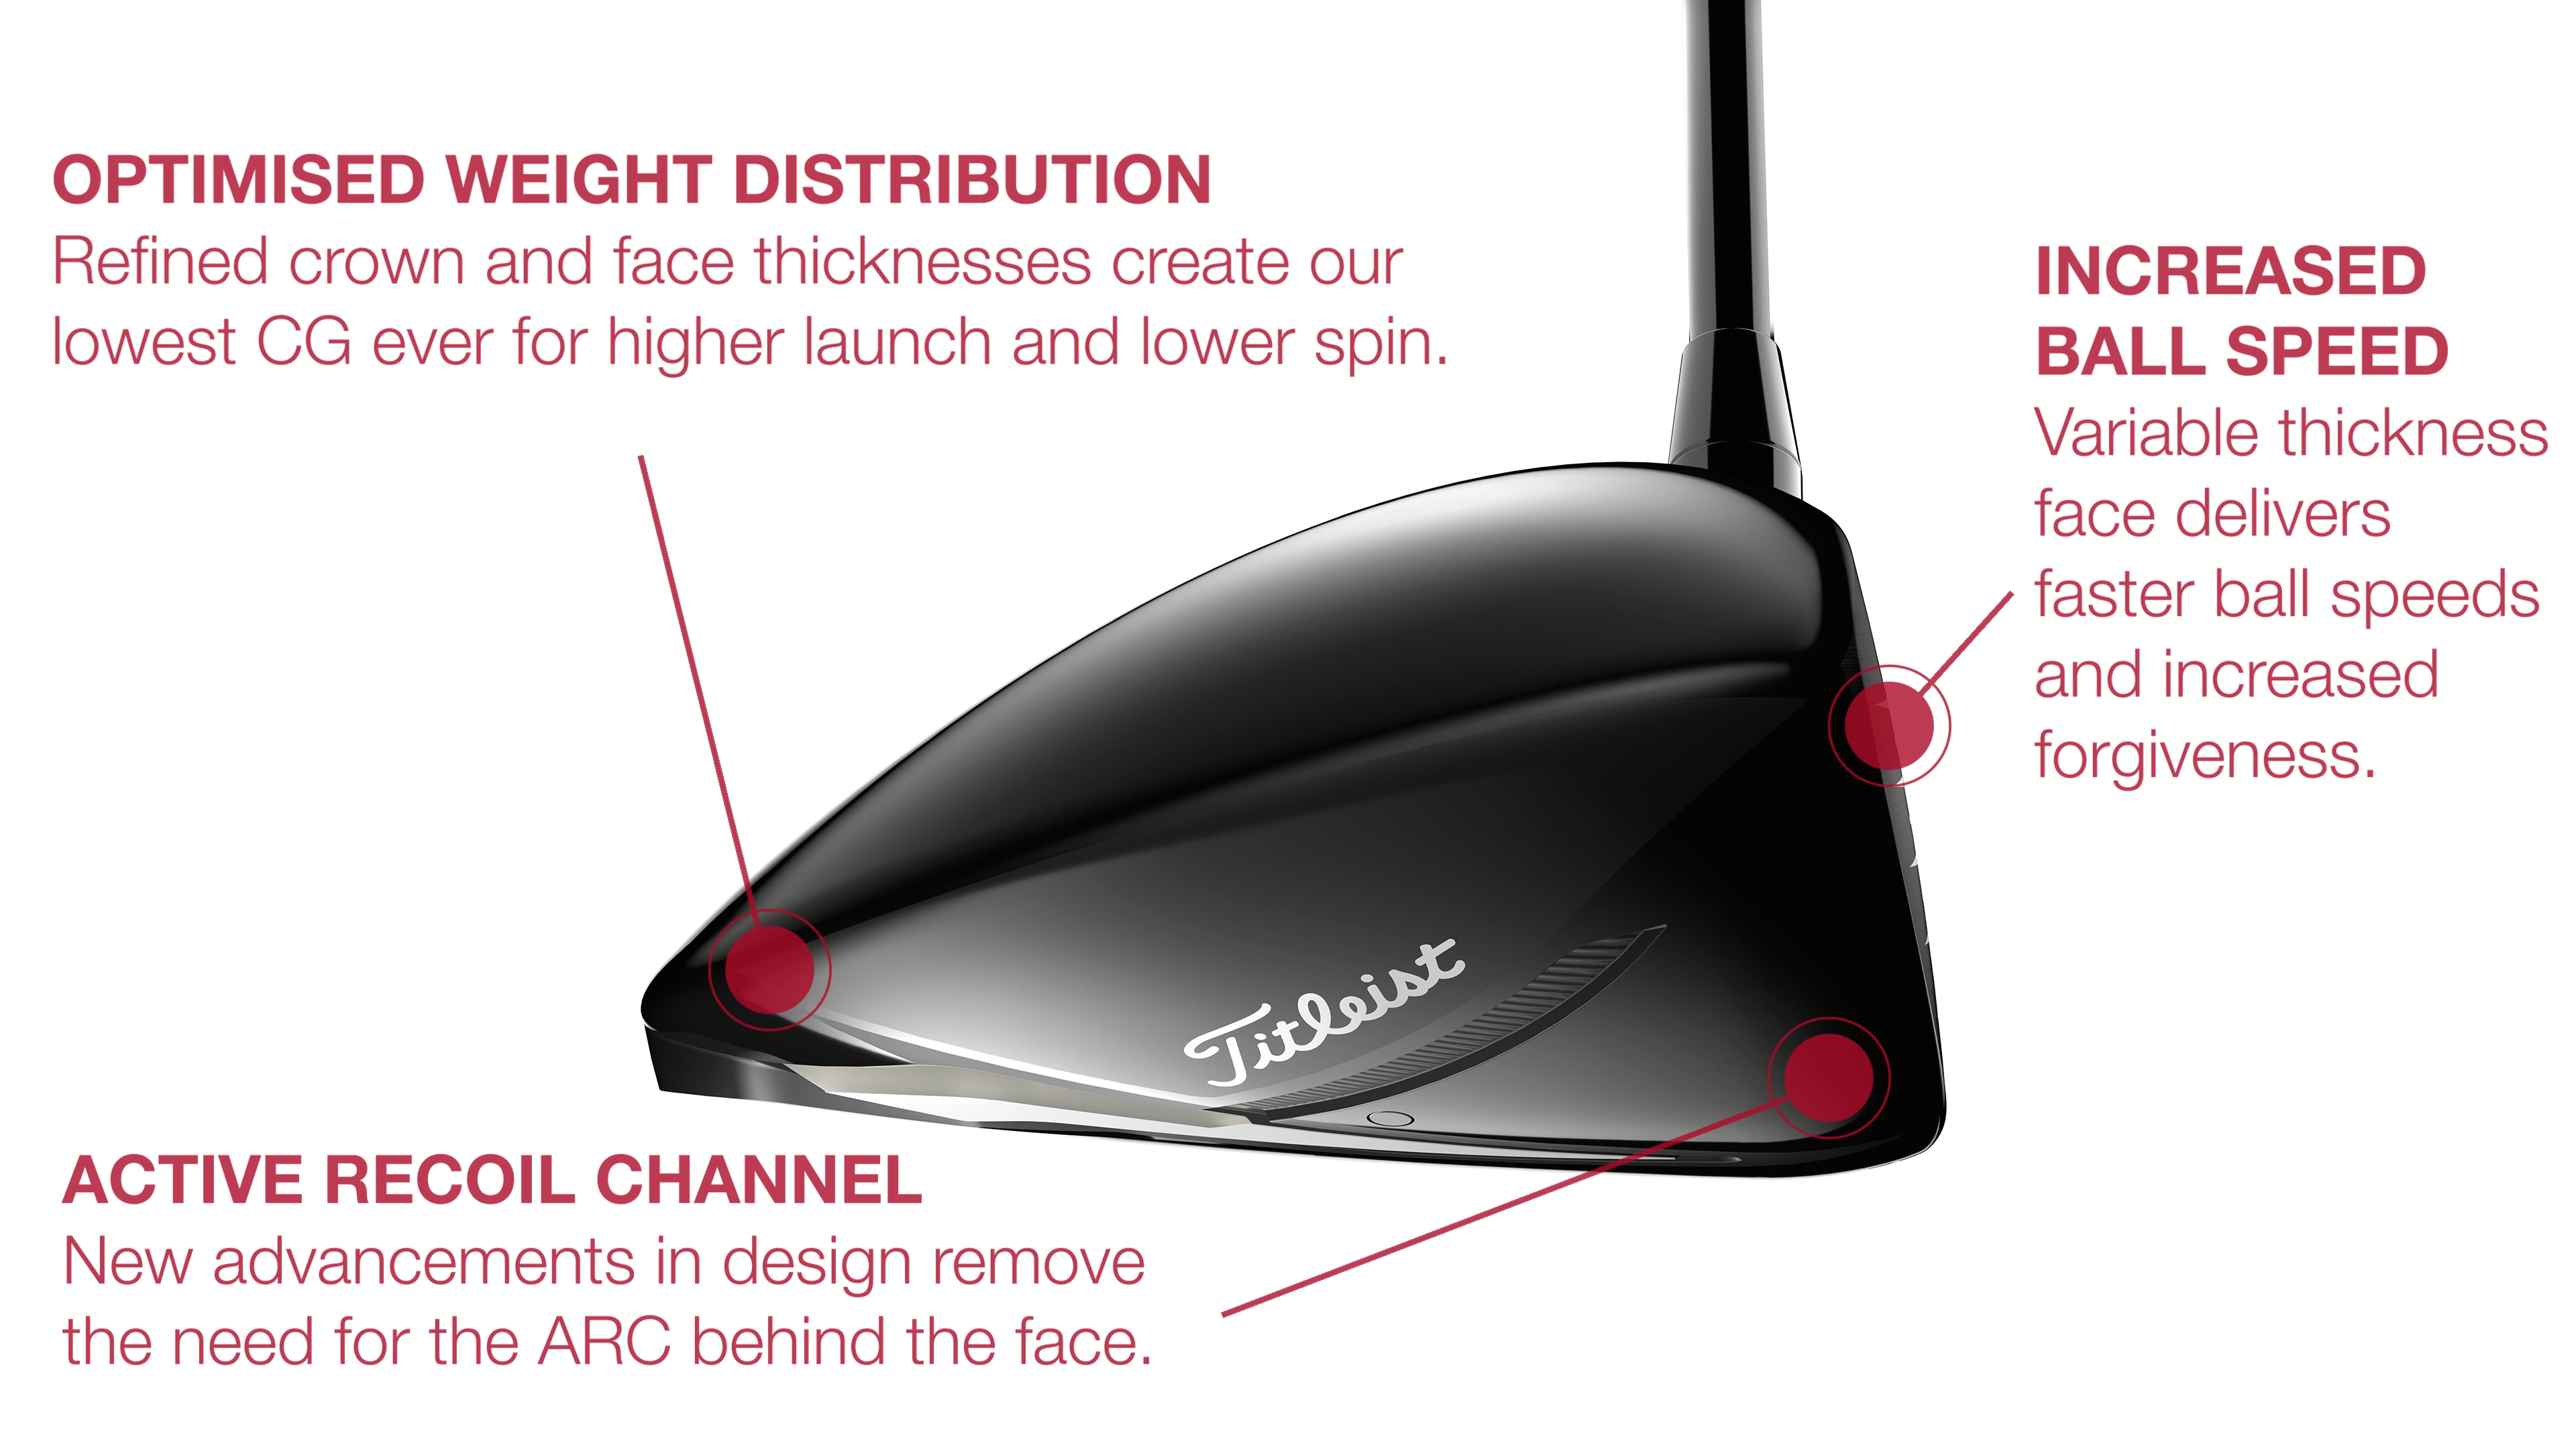 OPTIMISED WEIGHT DISTRIBUTION
Refined crown and face thicknesses create our
lowest CG ever for higher launch and lower spin.
INCREASED
BALL SPEED
Variable thickness
face delivers
faster ball speeds
and increased
forgiveness.
Titleist
ACTIVE RECOIL CHANNEL
New advancements in design remove
the need for the ARC behind the face.